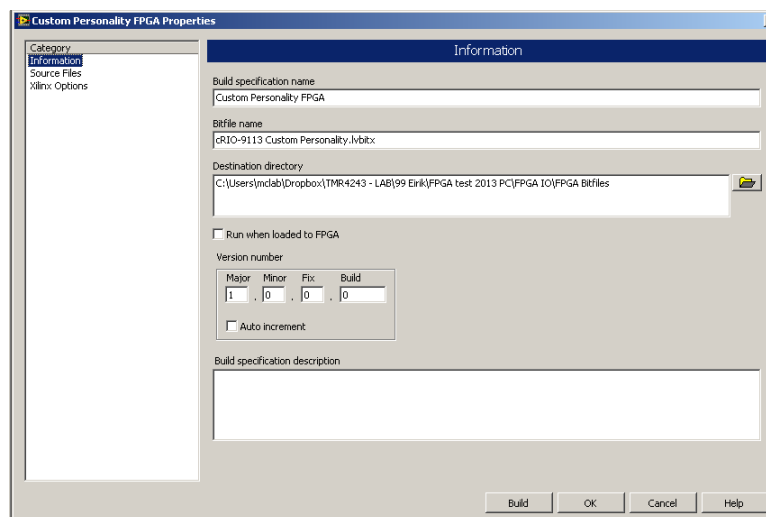 Custom Personality FPGA Properties
Category
Information
Source Files
Xilinx Options
Information
Build specification name
Custom Personality FPGA
Bitfile name
cRIO-9113 Custom Personality.lvbitx
Destination directory
C:\Users\mclab\Dropbox\TMR4243 - LAB\99 Eirik\FPGA test 2013 PC\FPGA IO\FPGA Bitfiles
Run when loaded to FPGA
Version number
Major Minor Fix Build
1 . 0 . 0 . 0
Auto increment
Build specification description
Build OK Cancel Help